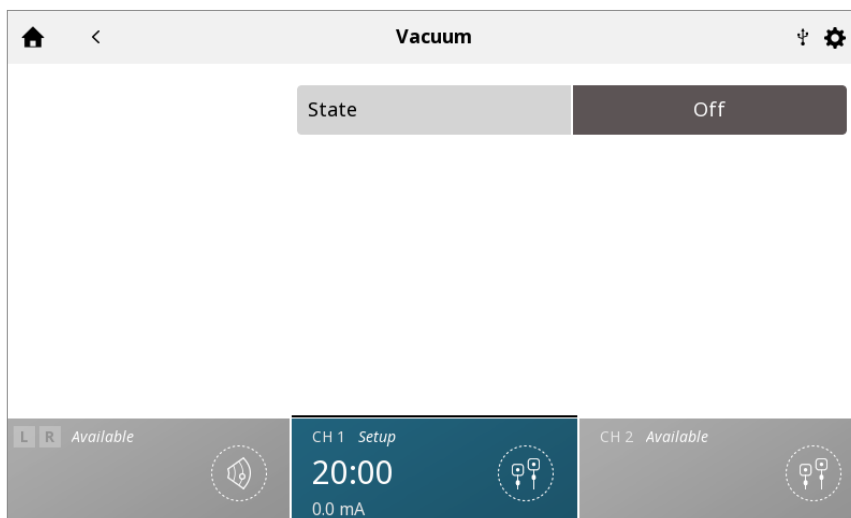 Vacuum
State Off
L R Available
CH 1 Setup
20:00
0.0 mA
CH 2 Available